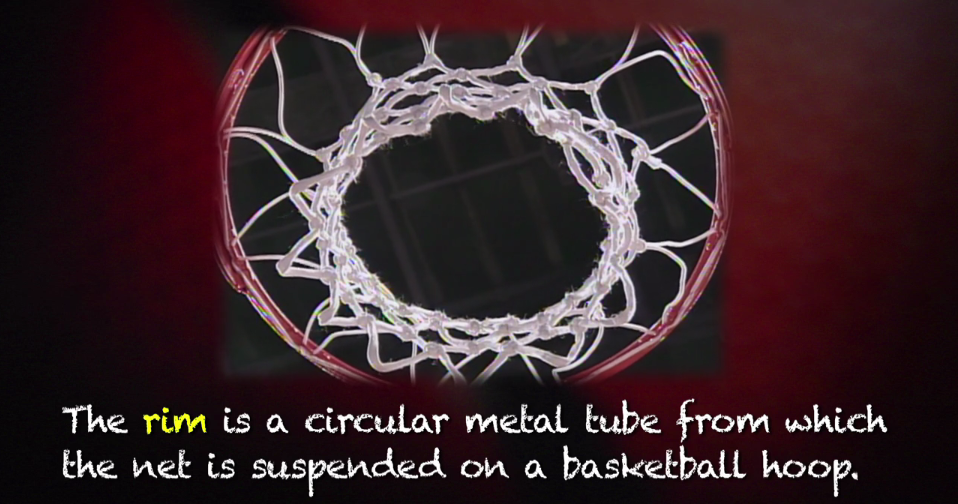 The rim is a circular metal tube from which
the net is suspended on a basketball hoop.